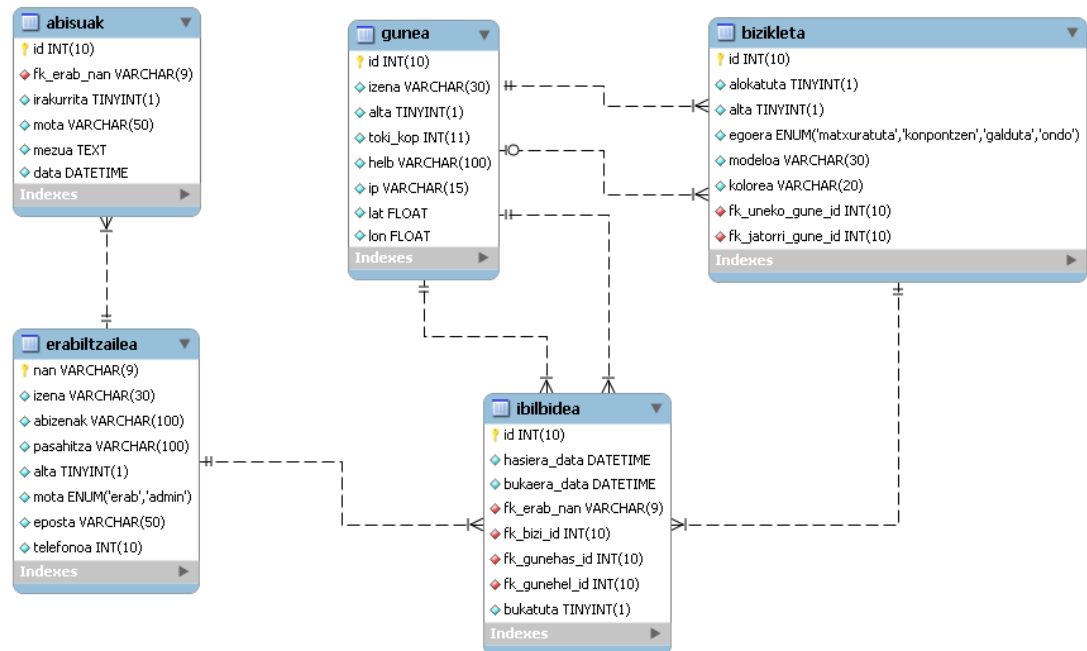 abisuak
id INT(10)
fk_erab_nan VARCHAR(9)
irakurrita TINYINT(1)
mota VARCHAR(50)
mezua TEXT
data DATETIME
Indexes
gunea
id INT(10)
izena VARCHAR(30)
alta TINYINT(1)
toki_kop INT(11)
helb VARCHAR(100)
ip VARCHAR(15)
lat FLOAT
lon FLOAT
Indexes
bizikleta
id INT(10)
alokatuta TINYINT(1)
alta TINYINT(1)
egoera ENUM('matxuratuta','konpontzen','galduta','ondo')
modeloa VARCHAR(30)
kolorea VARCHAR(20)
fk_uneko_gune_id INT(10)
fk_jatorri_gune_id INT(10)
Indexes
erabiltzailea
nan VARCHAR(9)
izena VARCHAR(30)
abizenak VARCHAR(100)
pasahitza VARCHAR(100)
alta TINYINT(1)
mota ENUM('erab','admin')
eposta VARCHAR(50)
telefonoa INT(10)
Indexes
ibilbidea
id INT(10)
hasiera_data DATETIME
bukaera_data DATETIME
fk_erab_nan VARCHAR(9)
fk_bizi_id INT(10)
fk_gunehas_id INT(10)
fk_gunehel_id INT(10)
bukatuta TINYINT(1)
Indexes